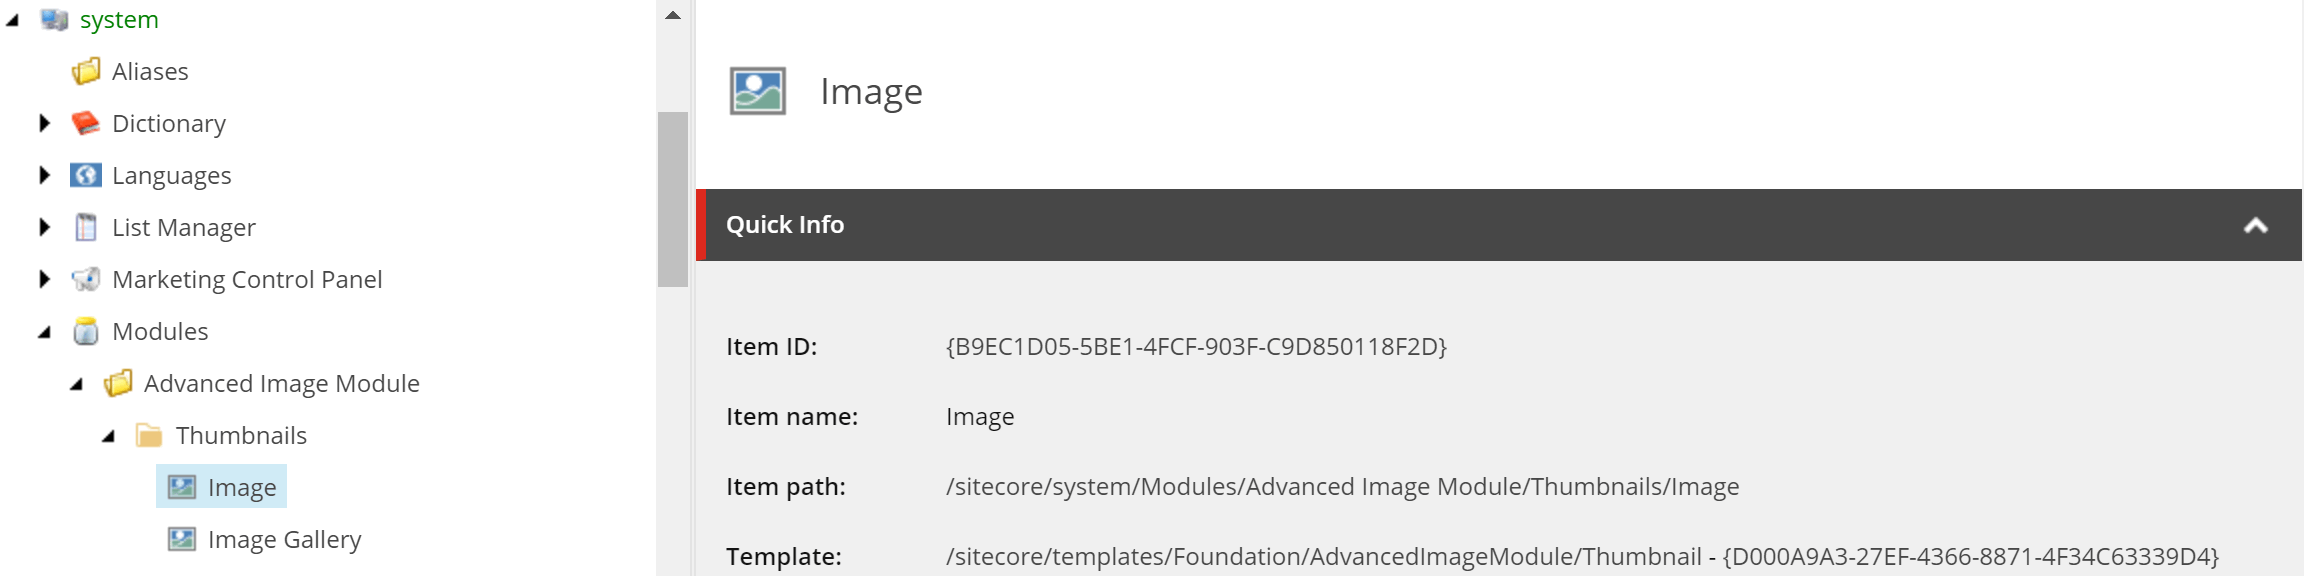 system
Aliases
Dictionary
Languages
List Manager
Marketing Control Panel
Modules
Advanced Image Module
Thumbnails
Image
Image Gallery
Image
Quick Info
Item ID: {B9EC1D05-5BE1-4FCF-903F-C9D850118F2D}
Item name: Image
Item path: /sitecore/system/Modules/Advanced Image Module/Thumbnails/Image
Template: /sitecore/templates/Foundation/AdvancedImageModule/Thumbnail - {D000A9A3-27EF-4366-8871-4F34C63339D4}